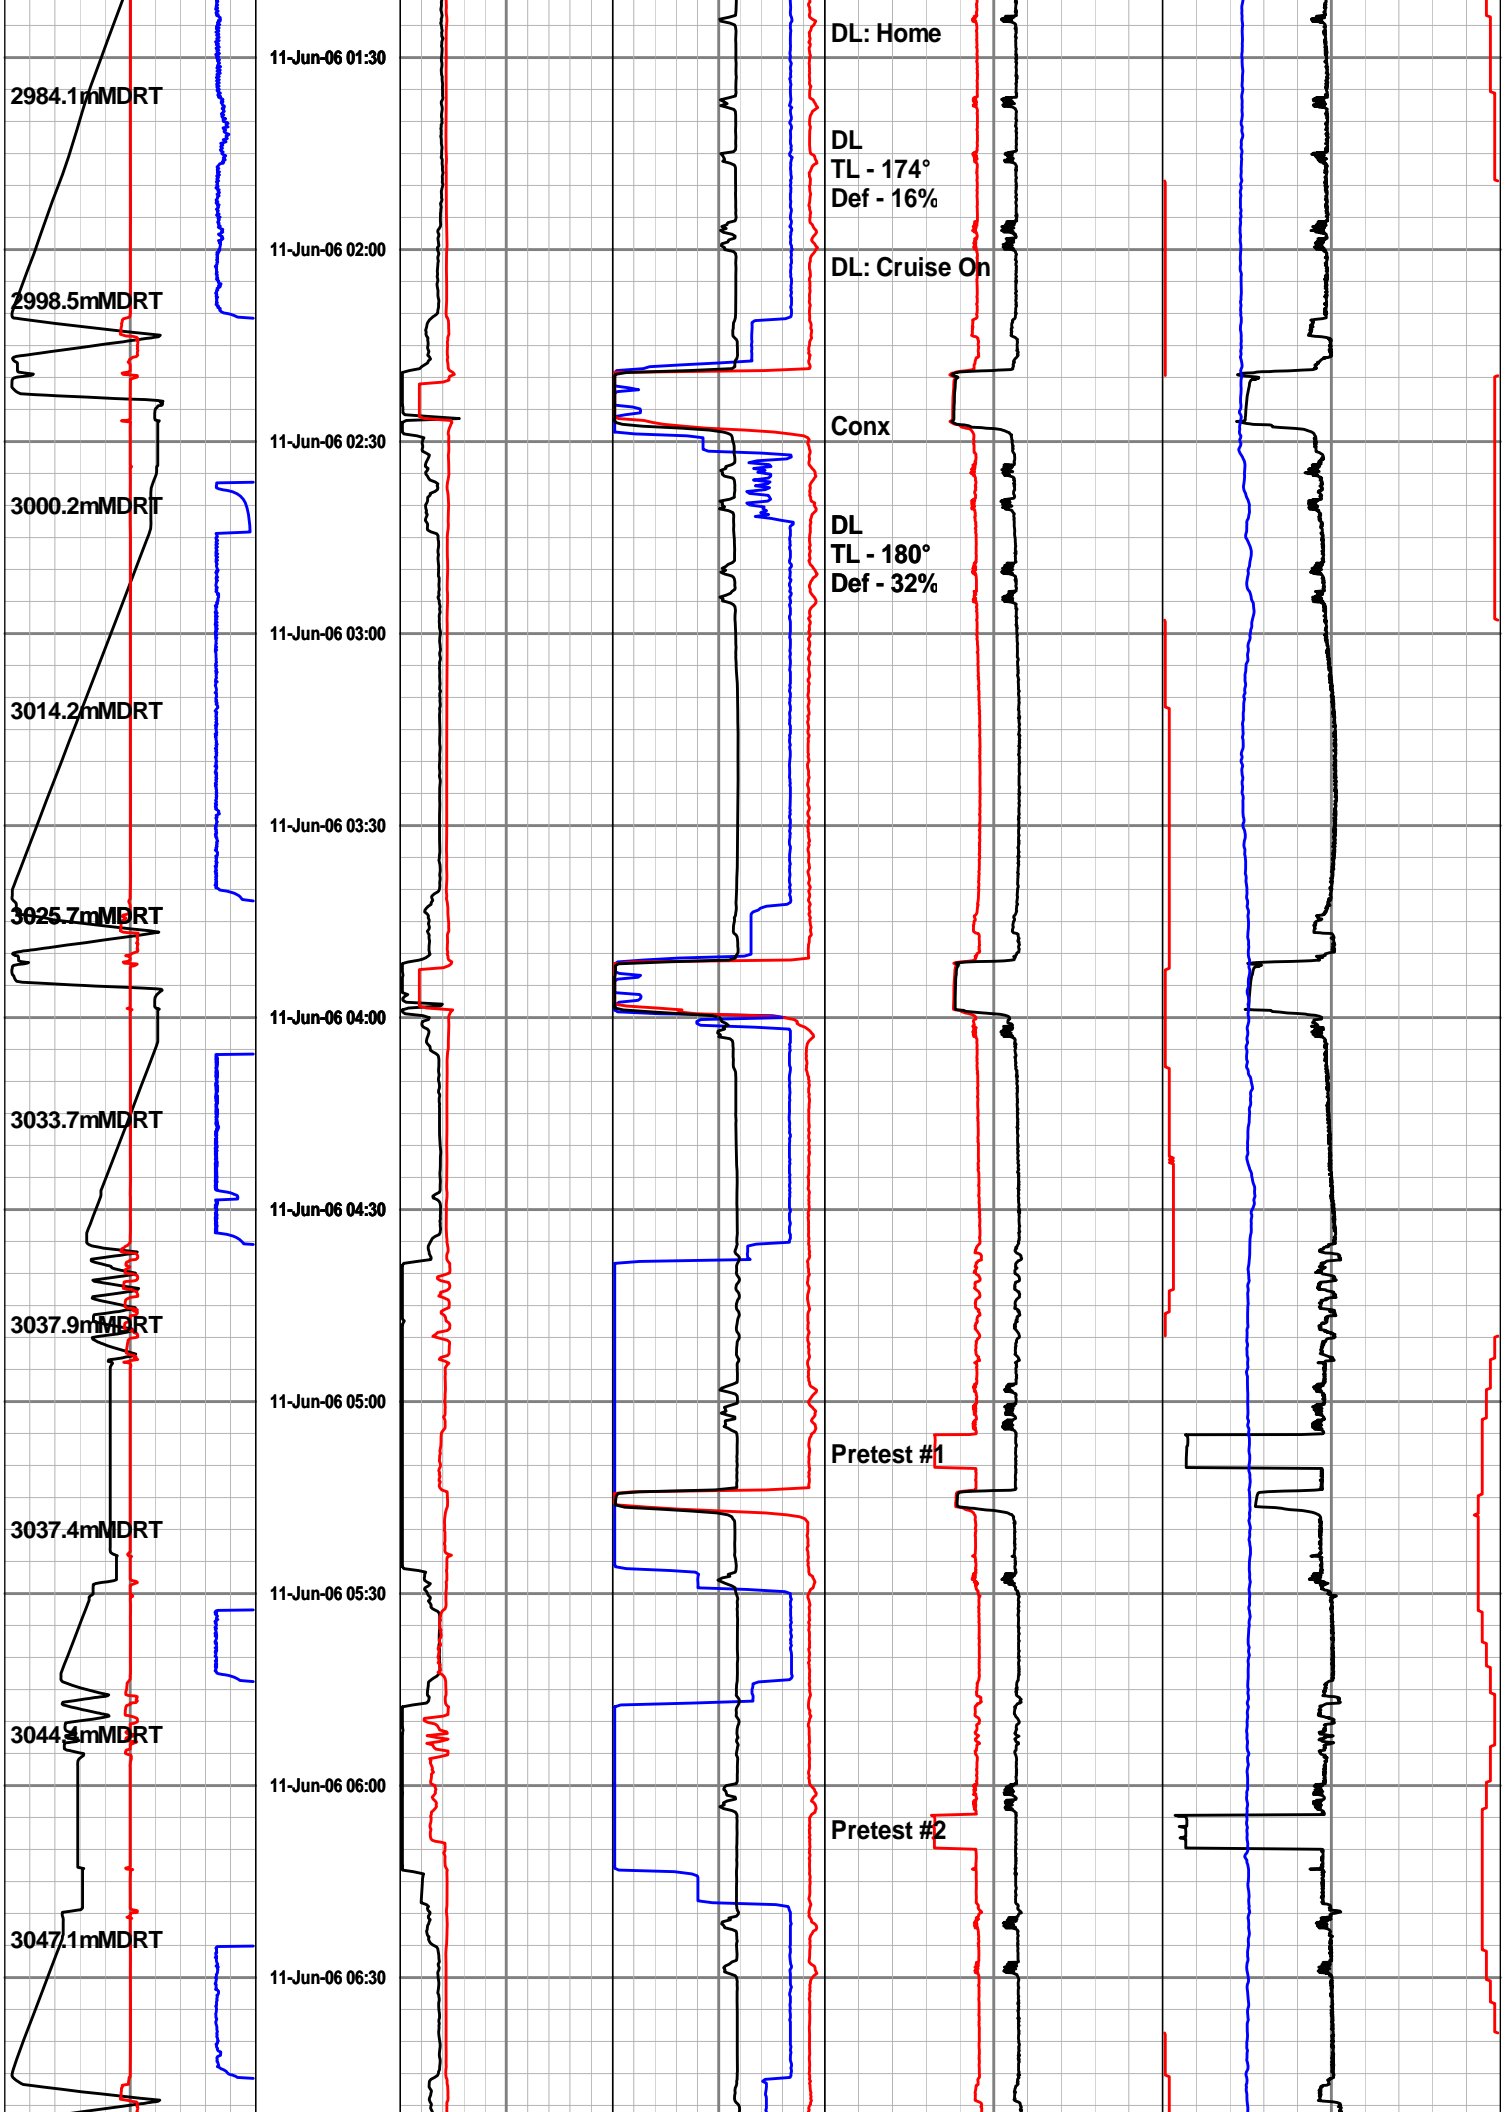 DL: Home
11-Jun-06 01:30
2984.1mMDRT
DL
TL - 174°
Def - 16%
11-Jun-06 02:00
DL: Cruise On
2998.5mMDRT
Conx
11-Jun-06 02:30
3000.2mMDRT
DL
TL - 180°
Def - 32%
11-Jun-06 03:00
3014.2mMDRT
11-Jun-06 03:30
3025.7mMDRT
11-Jun-06 04:00
3033.7mMDRT
11-Jun-06 04:30
3037.9mMDRT
11-Jun-06 05:00
Pretest #1
3037.4mMDRT
11-Jun-06 05:30
3044.4mMDRT
11-Jun-06 06:00
Pretest #2
3047.1mMDRT
11-Jun-06 06:30